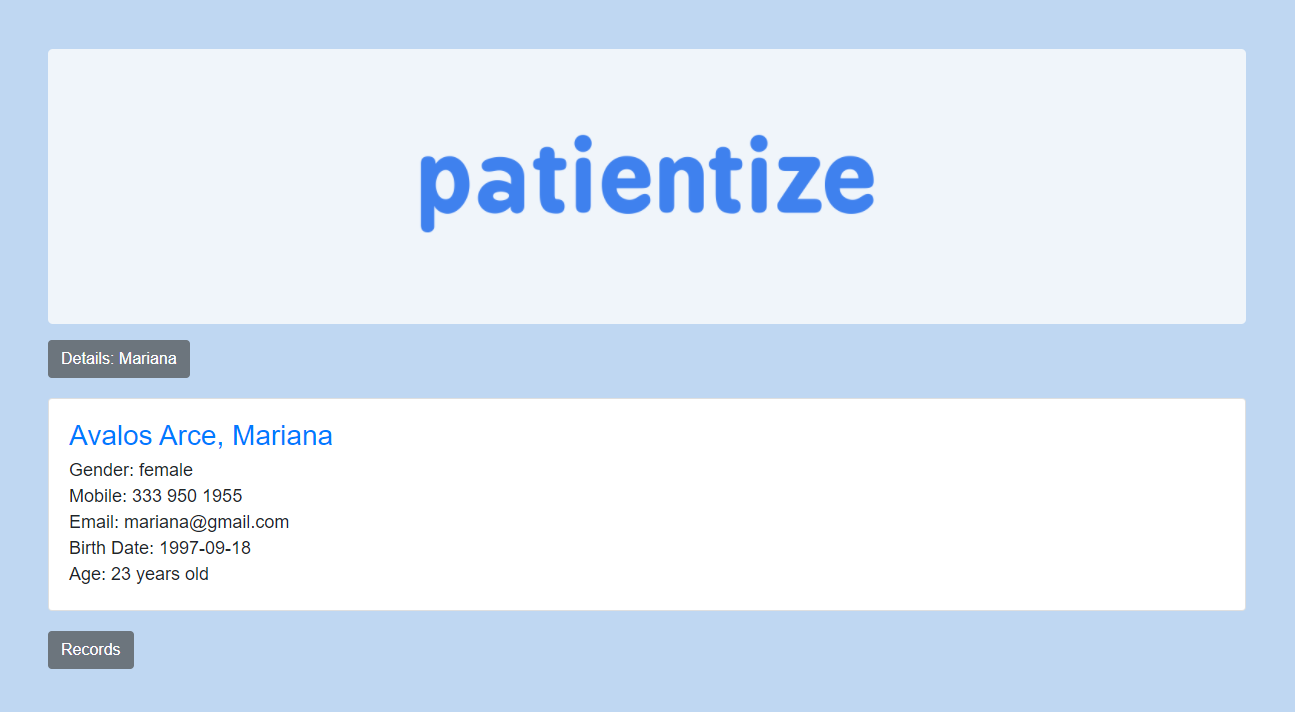 patientize
Details: Mariana
Avalos Arce, Mariana
Gender: female
Mobile: 333 950 1955
Email: mariana@gmail.com
Birth Date: 1997-09-18
Age: 23 years old
Records